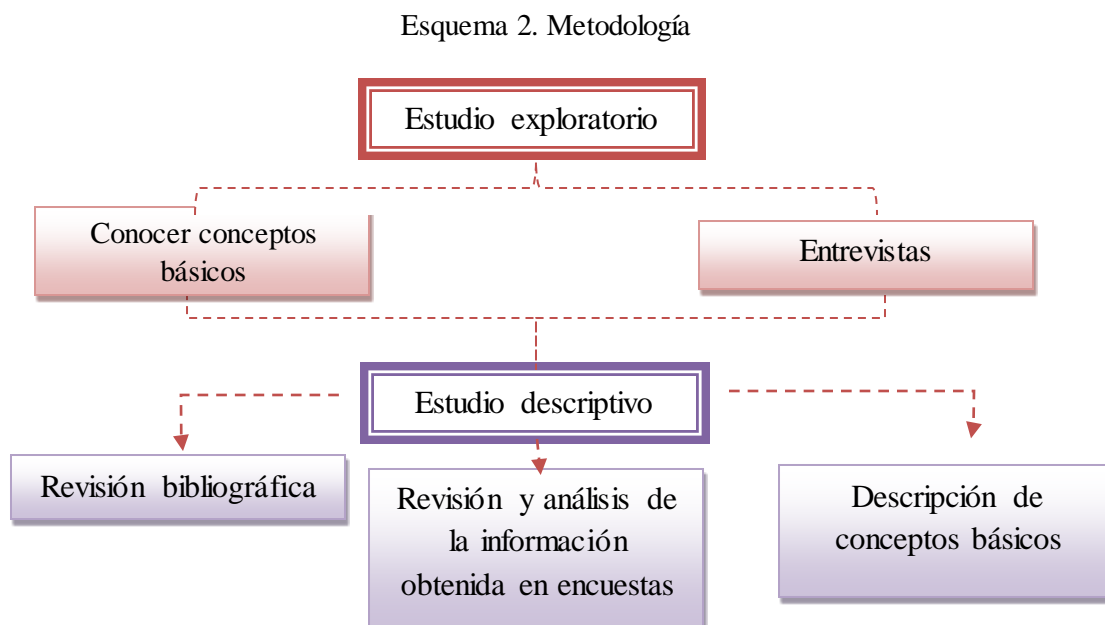 Esquema 2. Metodología
Estudio exploratorio
Conocer conceptos
básicos
Entrevistas
Estudio descriptivo
Revisión bibliográfica
Revisión y análisis de
la información
obtenida en encuestas
Descripción de
conceptos básicos